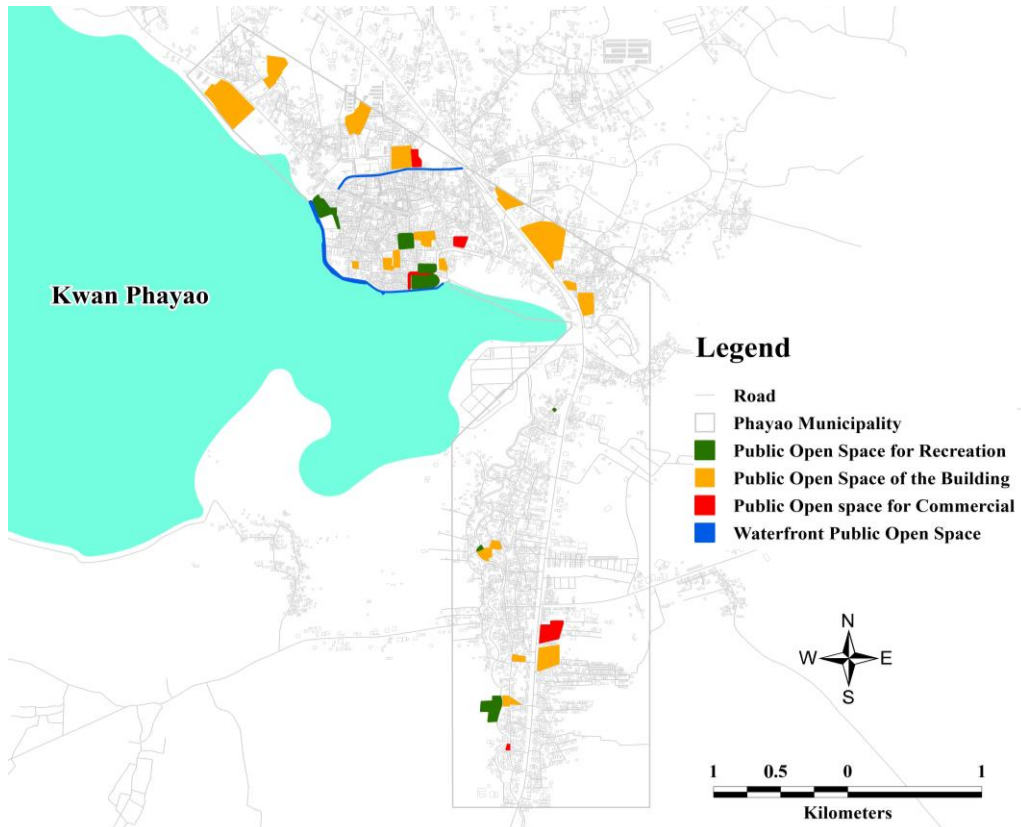 Kwan Phayao
Legend
Road
Phayao Municipality
Public Open Space for Recreation
Public Open Space of the Building
Public Open space for Commercial
Waterfront Public Open Space
N
W E
S
1 0.5 0 1
Kilometers